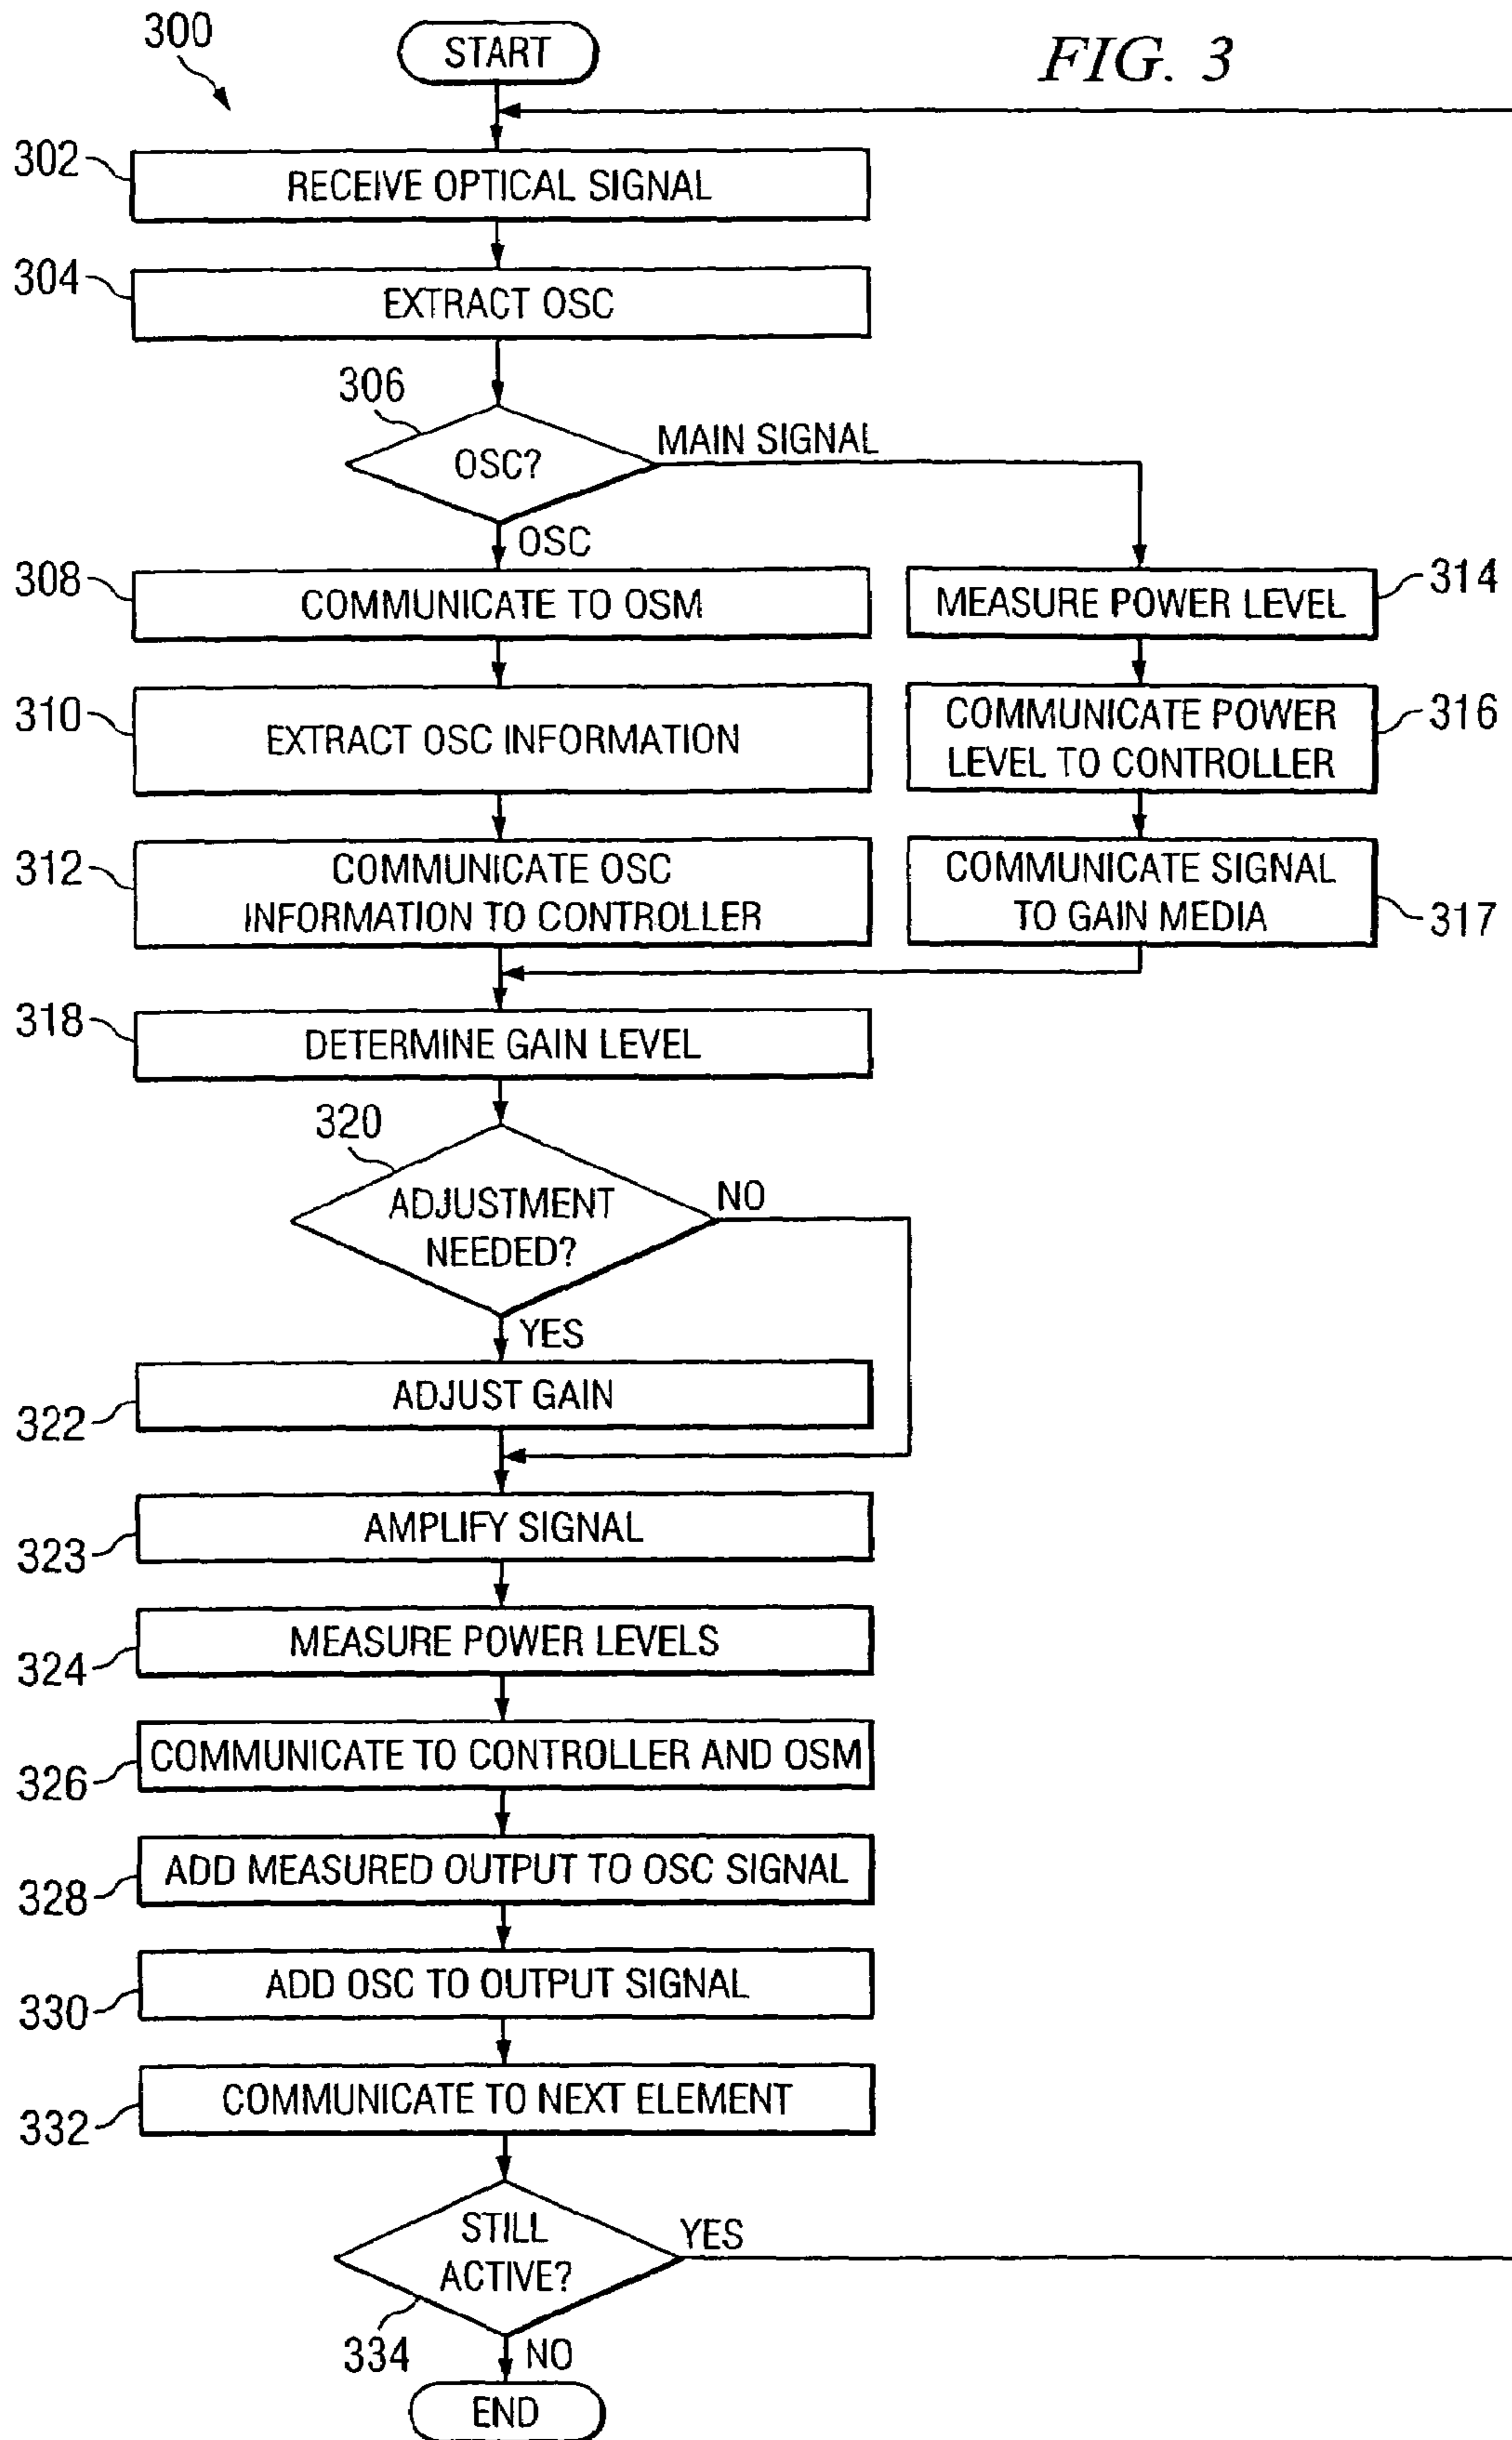 FIG. 3
300
START
302
RECEIVE OPTICAL SIGNAL
304
EXTRACT OSC
306
OSC?
MAIN SIGNAL
OSC
308
COMMUNICATE TO OSM
MEASURE POWER LEVEL
314
310
EXTRACT OSC INFORMATION
COMMUNICATE POWER
LEVEL TO CONTROLLER
316
312
COMMUNICATE OSC
INFORMATION TO CONTROLLER
COMMUNICATE SIGNAL
TO GAIN MEDIA
317
318
DETERMINE GAIN LEVEL
320
ADJUSTMENT
NEEDED?
NO
YES
322
ADJUST GAIN
323
AMPLIFY SIGNAL
324
MEASURE POWER LEVELS
326
COMMUNICATE TO CONTROLLER AND OSM
328
ADD MEASURED OUTPUT TO OSC SIGNAL
330
ADD OSC TO OUTPUT SIGNAL
332
COMMUNICATE TO NEXT ELEMENT
STILL
ACTIVE?
YES
334
NO
END